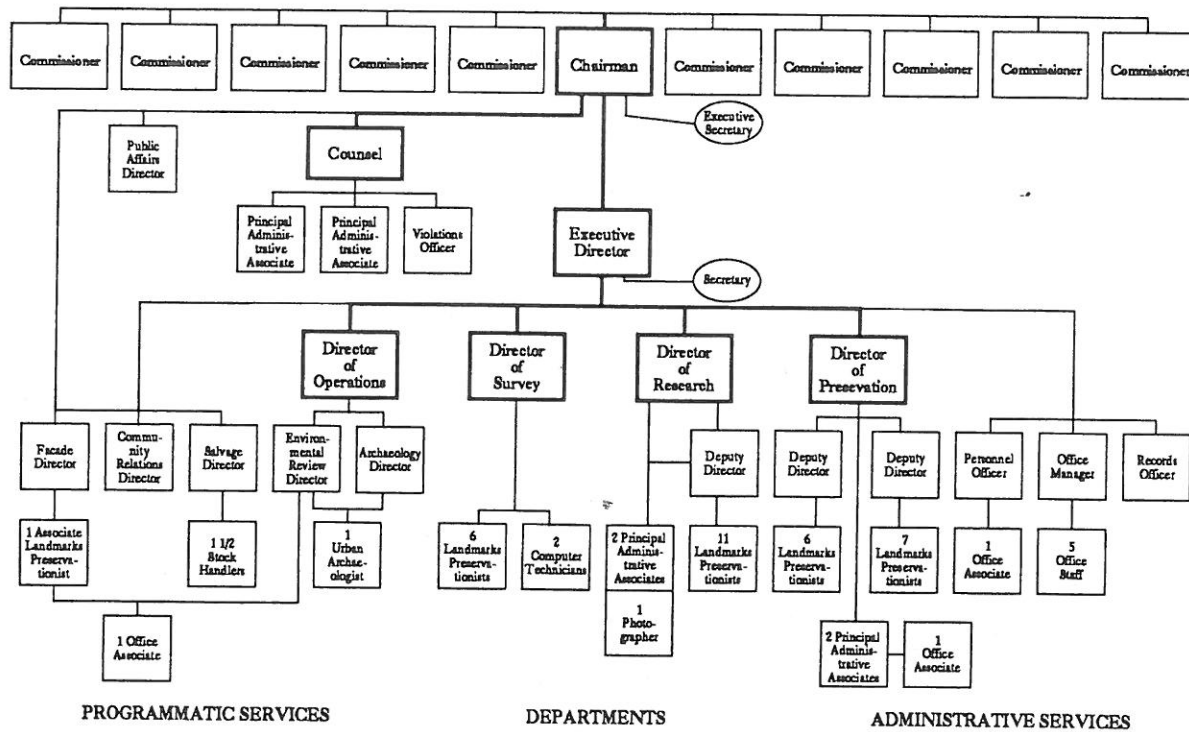 Commissioner
Commissioner
Commissioner
Commissioner
Commissioner
Chairman
Commissioner
Commissioner
Commissioner
Commissioner
Commissioner
Executive
Secretary
Public
Affairs
Director
Counsel
Principal
Adminis-
trative
Associate
Principal
Adminis-
trative
Associate
Violations
Officer
Executive
Director
Secretary
Director
of
Operations
Director
of
Survey
Director
of
Research
Director
of
Presevation
Facade
Director
Commu-
nity
Relations
Director
Salvage
Director
Environ-
mental
Review
Director
Archaeology
Director
Deputy
Director
Deputy
Director
Deputy
Director
Personnel
Officer
Office
Manager
Records
Officer
1 Associate
Landmarks
Preserva-
tionist
1 1/2
Stock
Handlers
1
Urban
Archae-
ologist
6
Landmarks
Preserva-
tionists
2
Computer
Technicians
2 Principal
Adminis-
trative
Associates
11
Landmarks
Preserva-
tionists
6
Landmarks
Preserva-
tionists
7
Landmarks
Preserva-
tionists
1
Office
Associate
5
Office
Staff
1
Photo-
grapher
1 Office
Associate
2 Principal
Adminis-
trative
Associates
1
Office
Associate
PROGRAMMATIC SERVICES
DEPARTMENTS
ADMINISTRATIVE SERVICES